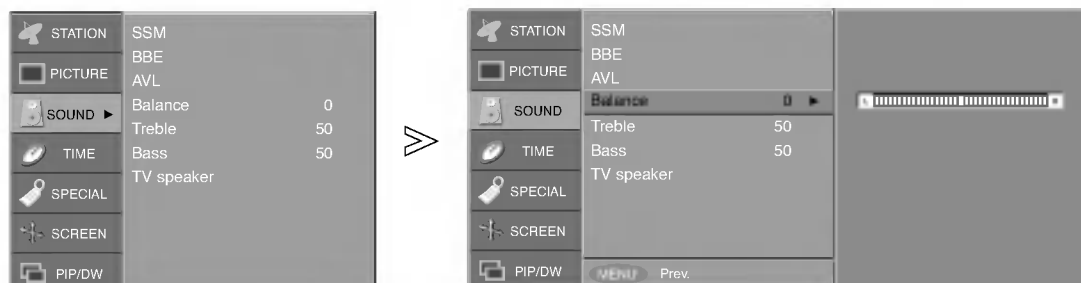 STATION
PICTURE
SOUND ►
TIME
SPECIAL
SCREEN
PIP/DW
SSM
BBE
AVL
Balance 0
Treble 50
Bass 50
TV speaker
STATION
PICTURE
SOUND
TIME
SPECIAL
SCREEN
PIP/DW
SSM
BBE
AVL
Balance 0 ►
Treble 50
Bass 50
TV speaker
MENU Prev.
L